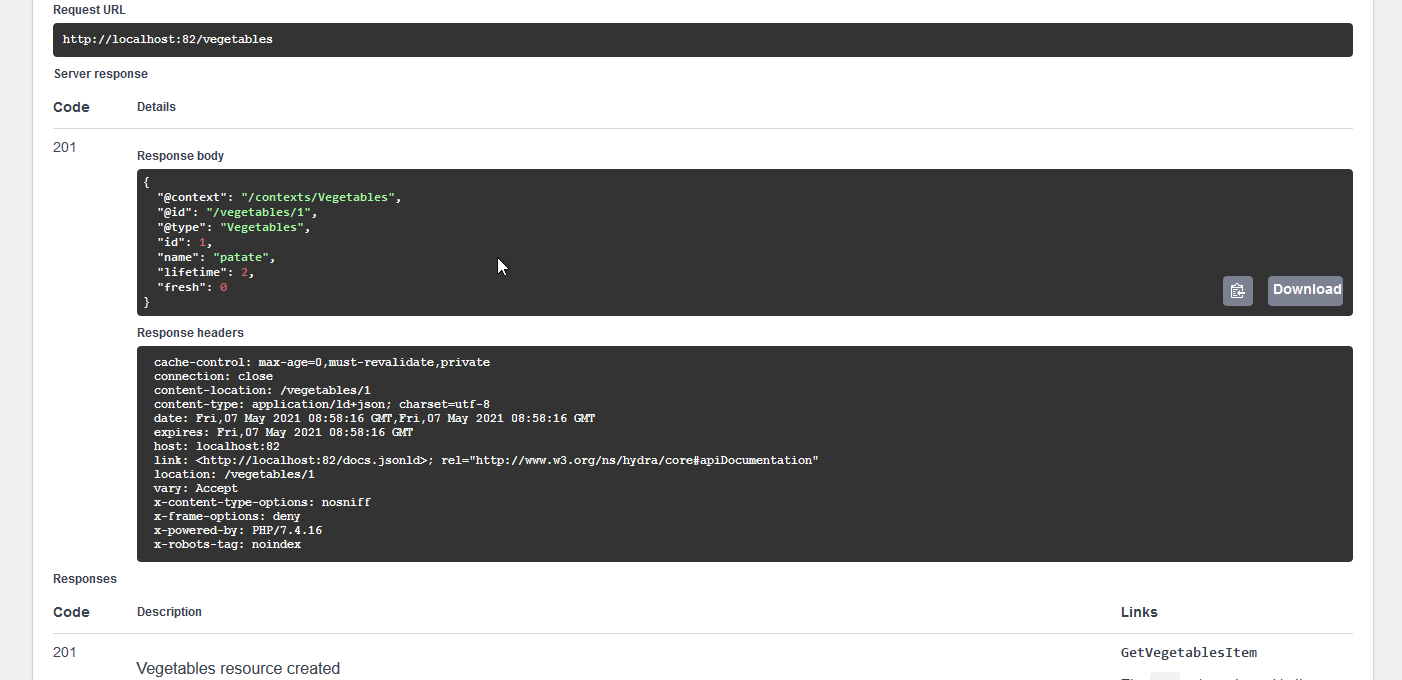 Request URL
http://localhost:82/vegetables
Server response
Code Details
201
Response body
{
"@context": "/contexts/Vegetables",
"@id": "/vegetables/1",
"@type": "Vegetables",
"id": 1,
"name": "patate",
"lifetime": 2,
"fresh": 0
}
Download
Response headers
cache-control: max-age=0,must-revalidate,private
connection: close
content-location: /vegetables/1
content-type: application/ld+json; charset=utf-8
date: Fri,07 May 2021 08:58:16 GMT,Fri,07 May 2021 08:58:16 GMT
expires: Fri,07 May 2021 08:58:16 GMT
host: localhost:82
link: <http://localhost:82/docs.jsonld>; rel="http://www.w3.org/ns/hydra/core#apiDocumentation"
location: /vegetables/1
vary: Accept
x-content-type-options: nosniff
x-frame-options: deny
x-powered-by: PHP/7.4.16
x-robots-tag: noindex
Responses
Code Description Links
201 GetVegetablesItem
Vegetables resource created